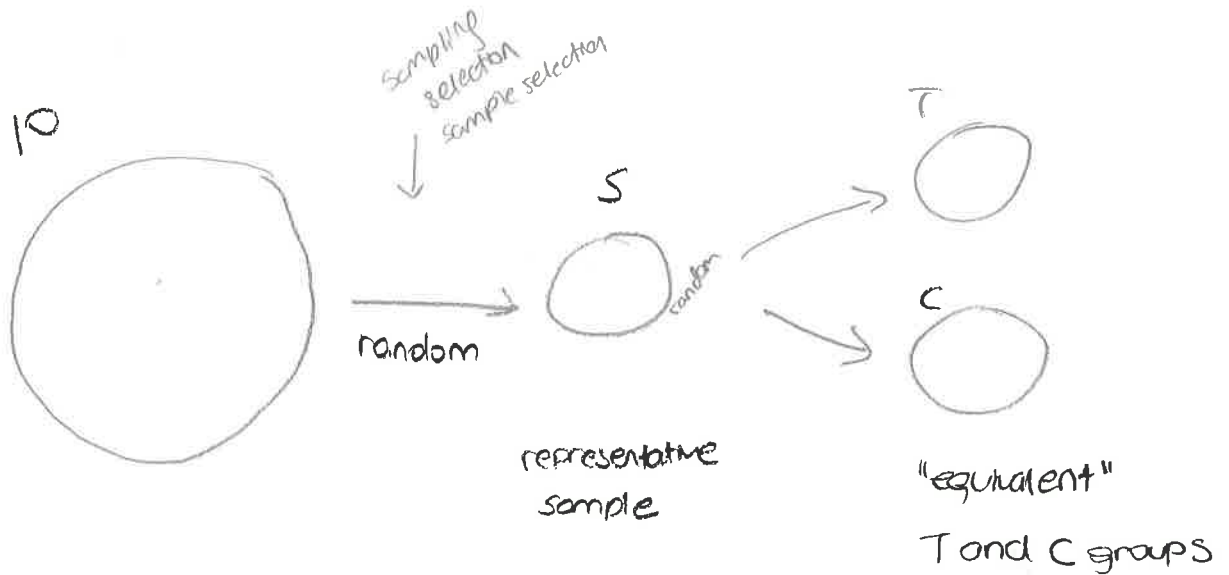 sampling
selection
sample selection
P
S
T
C
random
random
representative
sample
"equivalent"
T and C groups